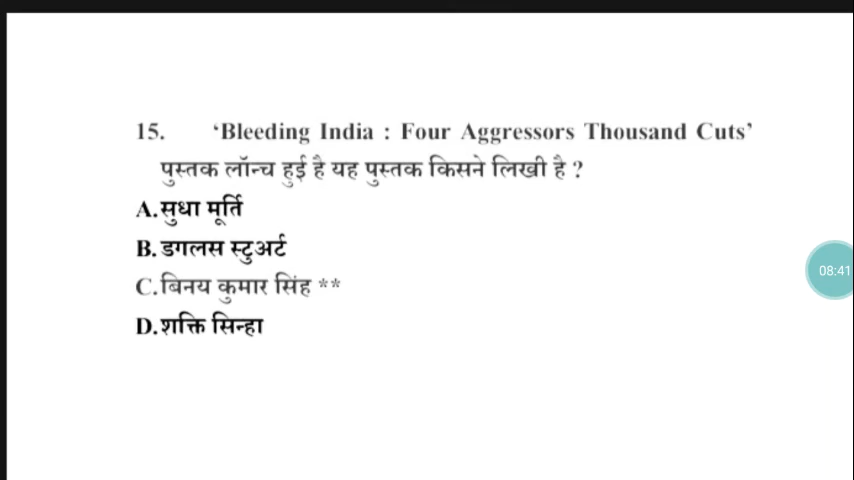 15. ‘Bleeding India : Four Aggressors Thousand Cuts’
पुस्तक लॉन्च हुई है यह पुस्तक किसने लिखी है ?
A.सुधा मूर्ति
B. डगलस स्टुअर्ट
C.बिनय कुमार सिंह **
D.शक्ति सिन्हा
08:41